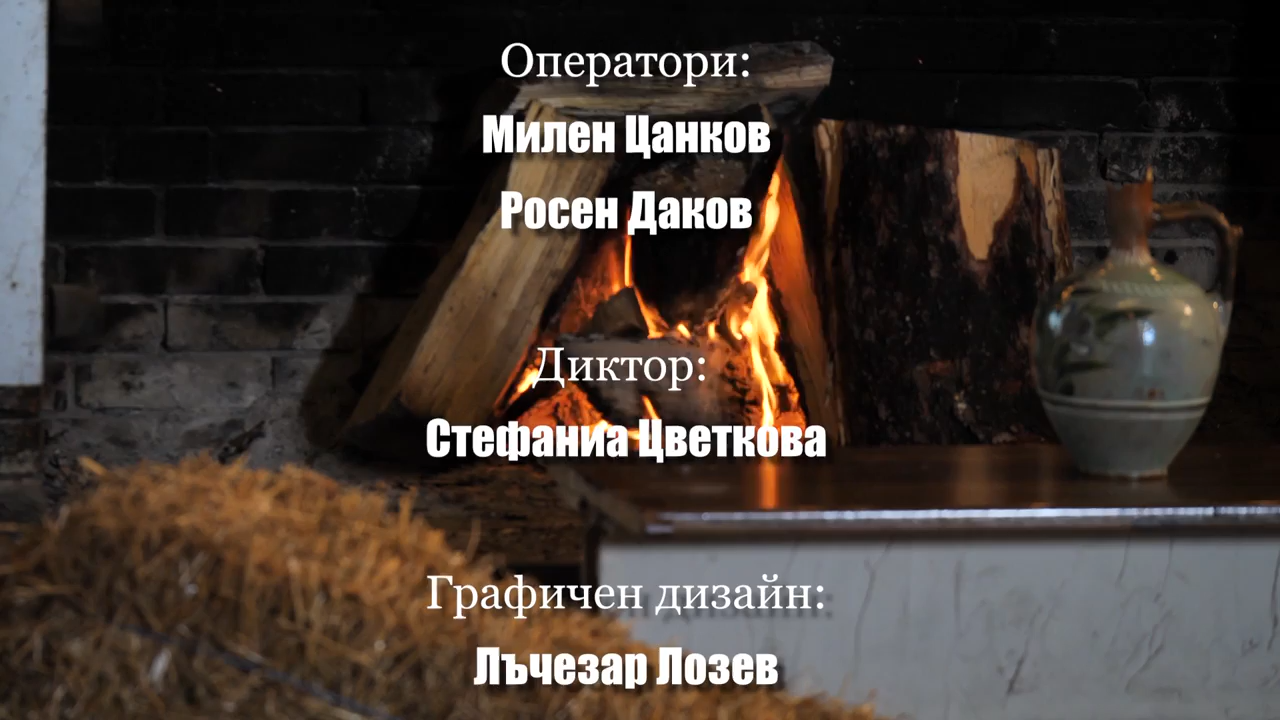 Оператори:
Милен Цанков
Росен Даков
Диктор:
Стефаниа Цветкова
Графичен дизайн:
Лъчезар Лозев